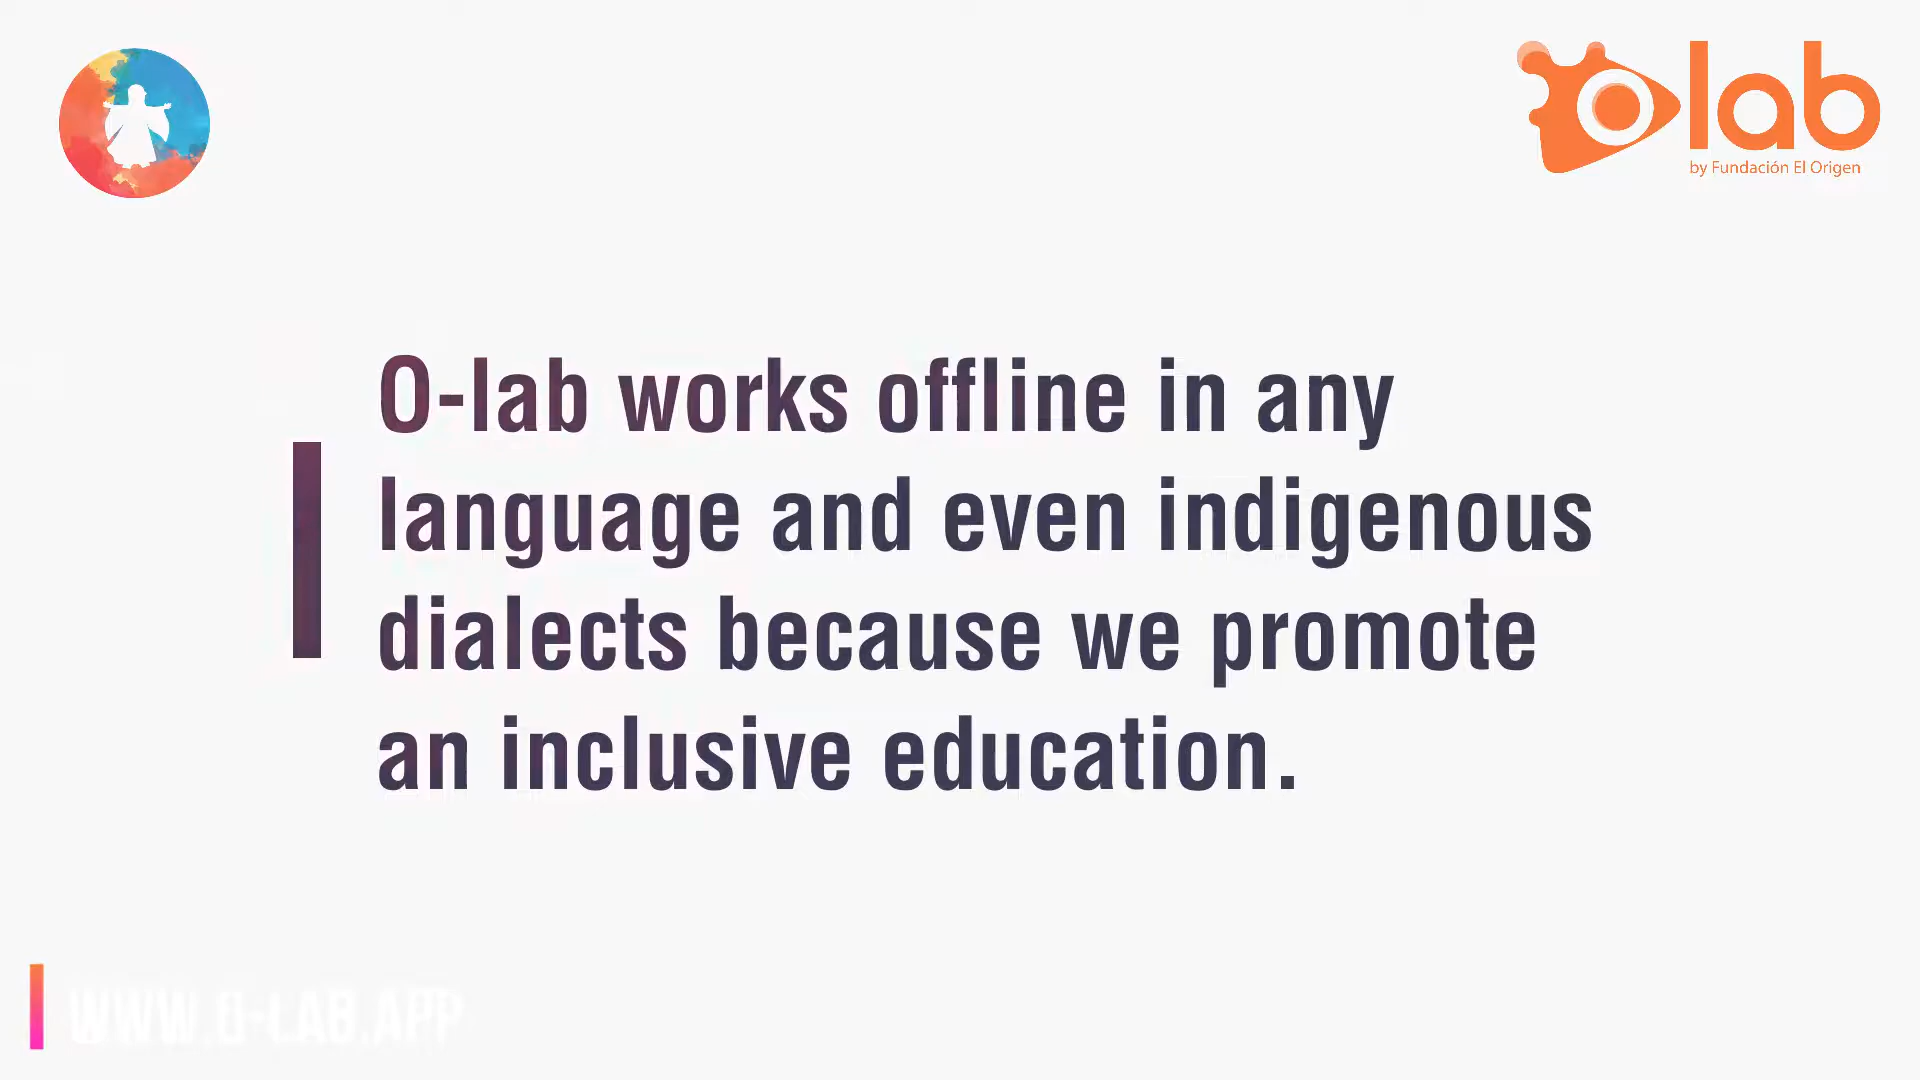 lab
by Fundación El Origen
O-lab works offline in any
language and even indigenous
dialects because we promote
an inclusive education.
WWW.O-LAB.APP